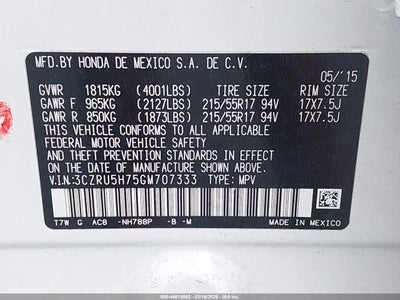 MFD.BY HONDA DE MEXICO S.A. DE C.V.
05/'15
GVWR 1815KG (4001LBS) TIRE SIZE RIM SIZE
GAWR F 965KG (2127LBS) 215/55R17 94V 17X7.5J
GAWR R 850KG (1873LBS) 215/55R17 94V 17X7.5J
THIS VEHICLE CONFORMS TO ALL APPLICABLE
FEDERAL MOTOR VEHICLE SAFETY AND THEFT
PREVENTION STANDARDS IN EFFECT ON THE
DATE OF MANUFACTURE SHOWN ABOVE.
V.I.N:3CZRU5H75GM707333 TYPE: MPV
T7W G AC8 -NH788P -B -M